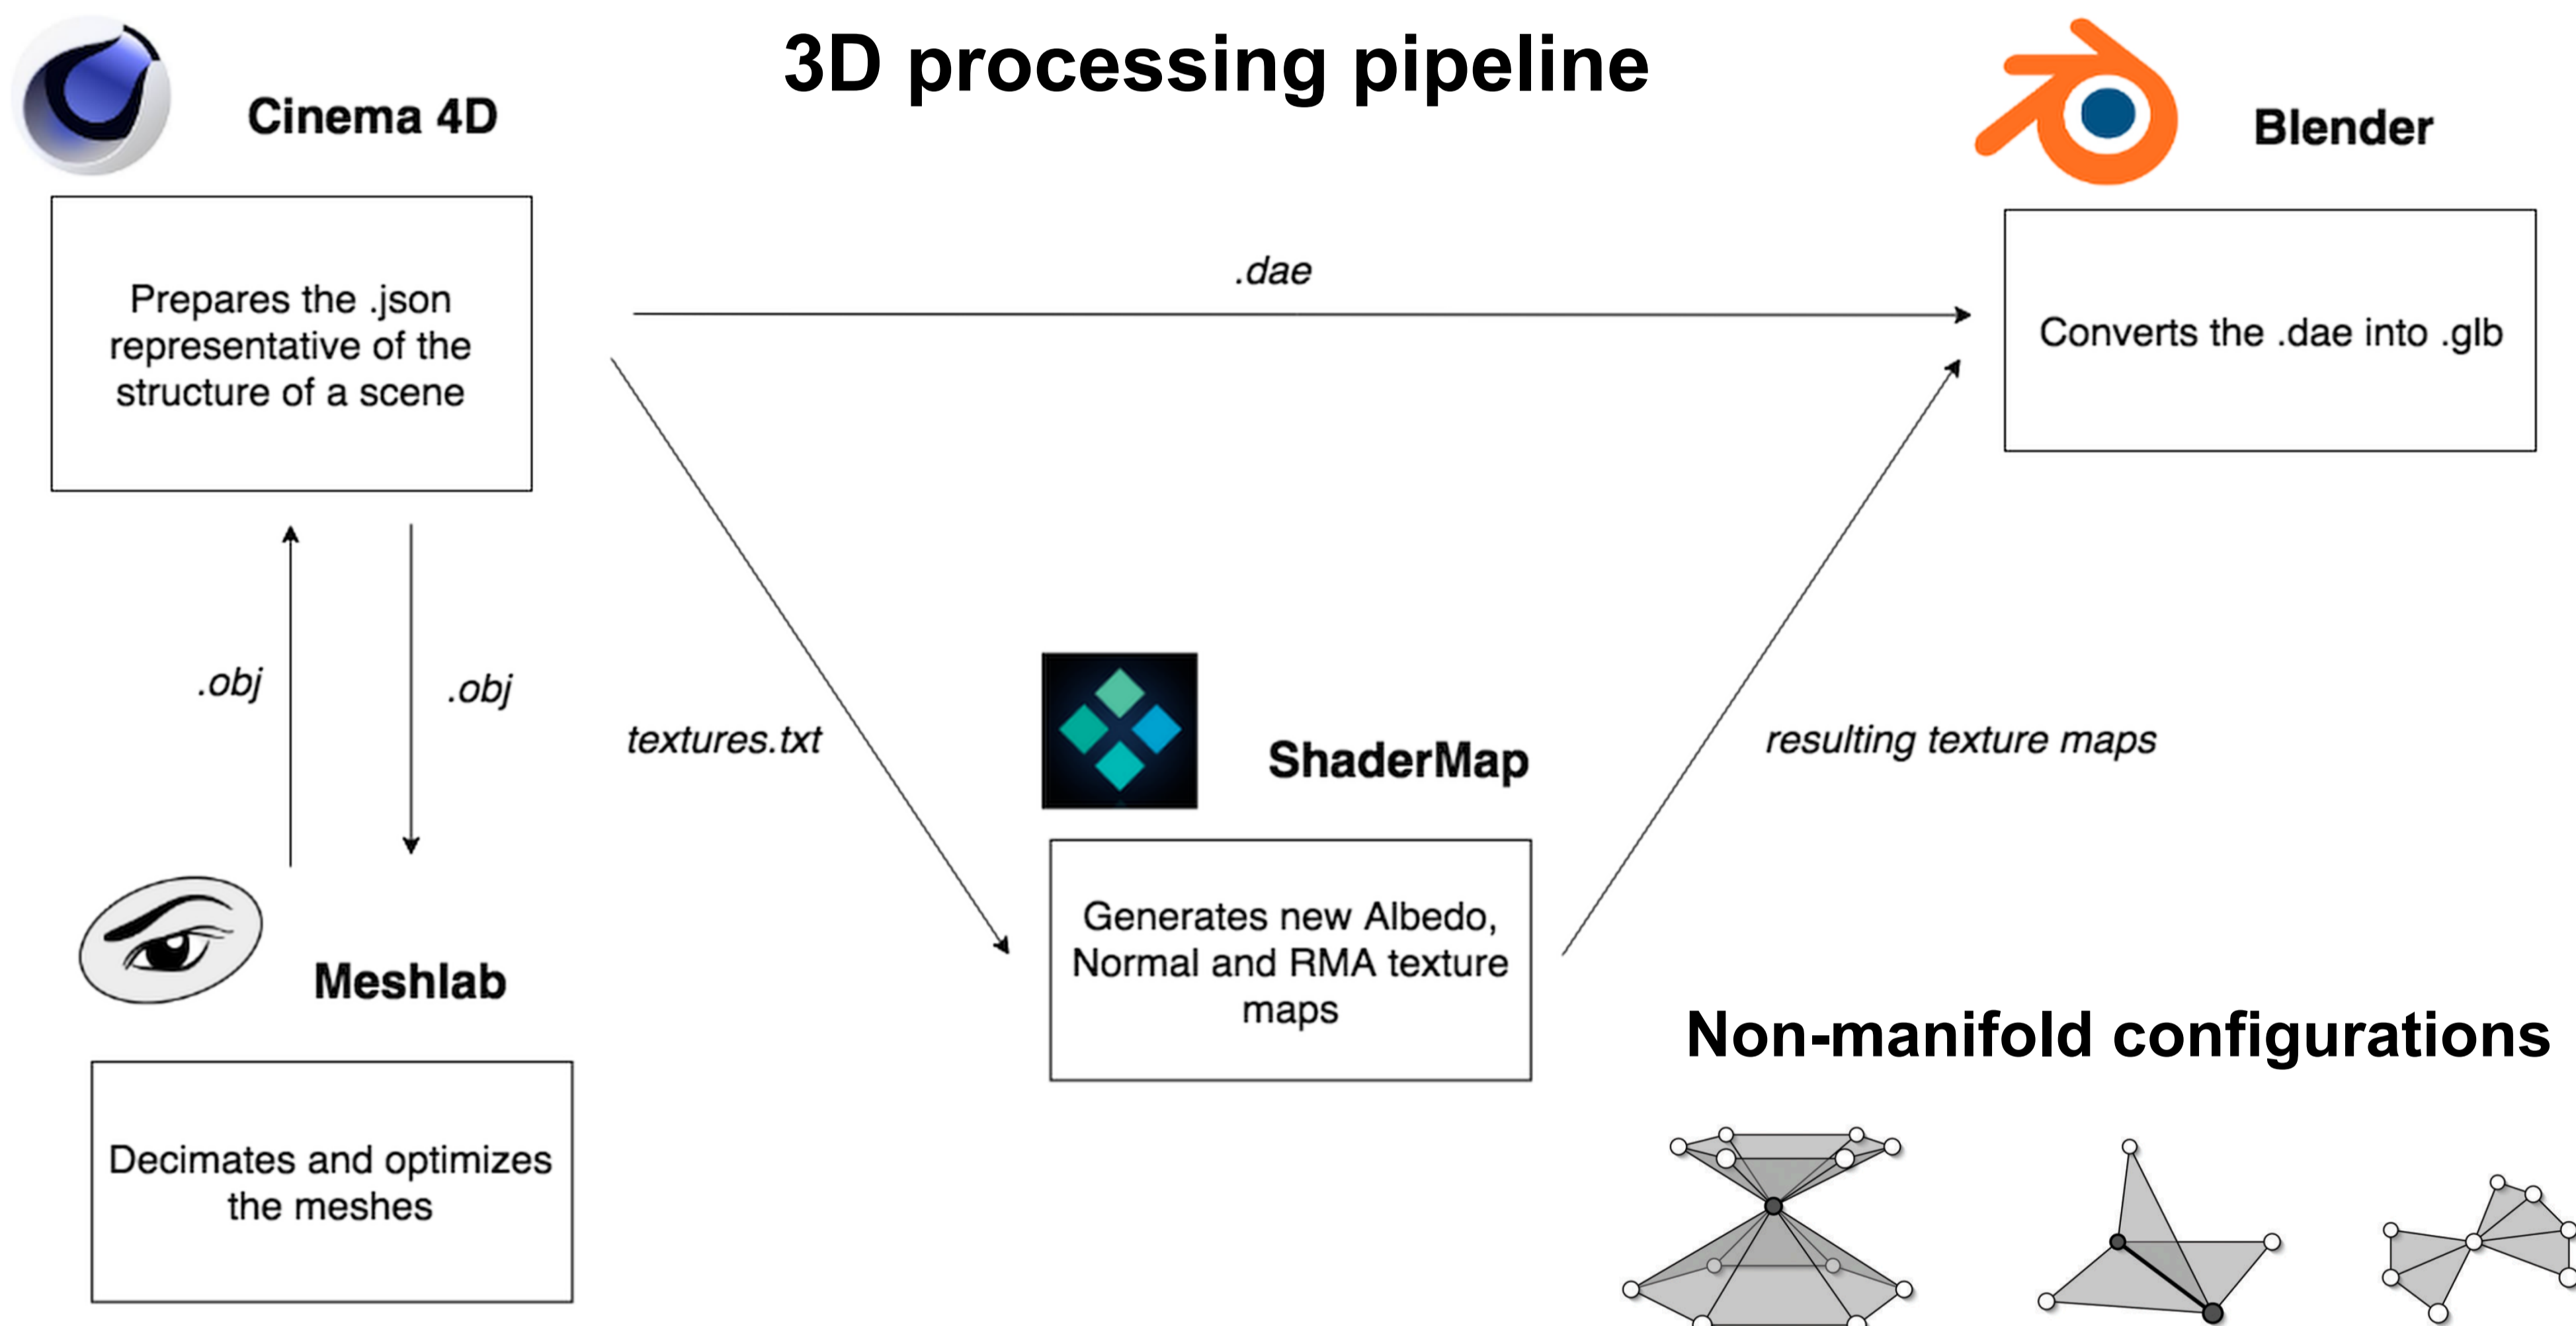 3D processing pipeline
Cinema 4D
Blender
Prepares the .json
representative of the
structure of a scene
.dae
Converts the .dae into .glb
.obj
.obj
textures.txt
ShaderMap
resulting texture maps
Generates new Albedo,
Normal and RMA texture
maps
Meshlab
Decimates and optimizes
the meshes
Non-manifold configurations